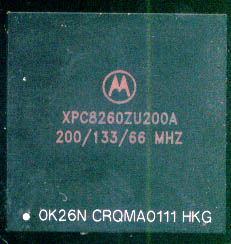 XPC8260ZU200A
200/133/66 MHZ
0K26N CRQMA0111 HKG